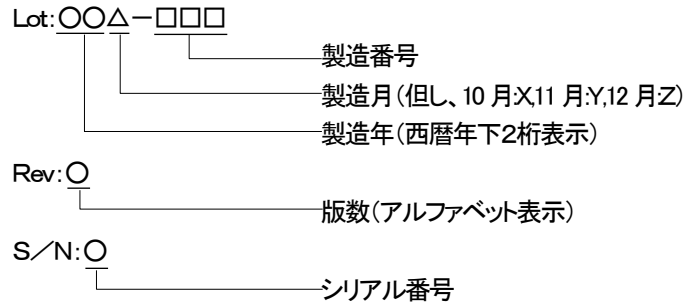 Lot:○○△－□□□
製造番号
製造月(但し、10月:X,11月:Y,12月:Z)
製造年(西暦年下2桁表示)
Rev:○
版数(アルファベット表示)
S／N:○
シリアル番号